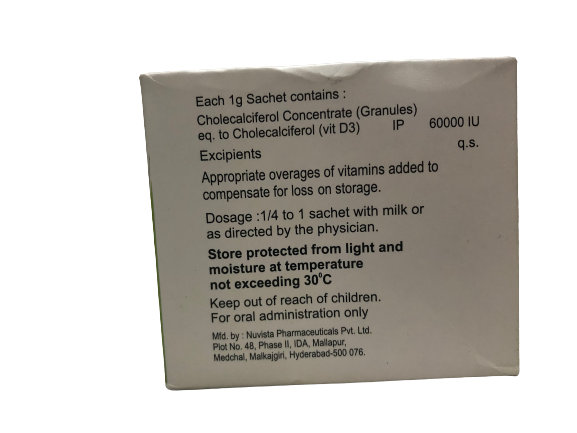 Each 1g Sachet contains :
Cholecalciferol Concentrate (Granules)
eq. to Cholecalciferol (vit D3) IP 60000 IU
Excipients q.s.
Appropriate overages of vitamins added to
compensate for loss on storage.
Dosage :1/4 to 1 sachet with milk or
as directed by the physician.
Store protected from light and
moisture at temperature
not exceeding 30°C
Keep out of reach of children.
For oral administration only
Mfd. by : Nuvista Pharmaceuticals Pvt. Ltd.
Plot No. 48, Phase II, IDA, Mallapur,
Medchal, Malkajgiri, Hyderabad-500 076.